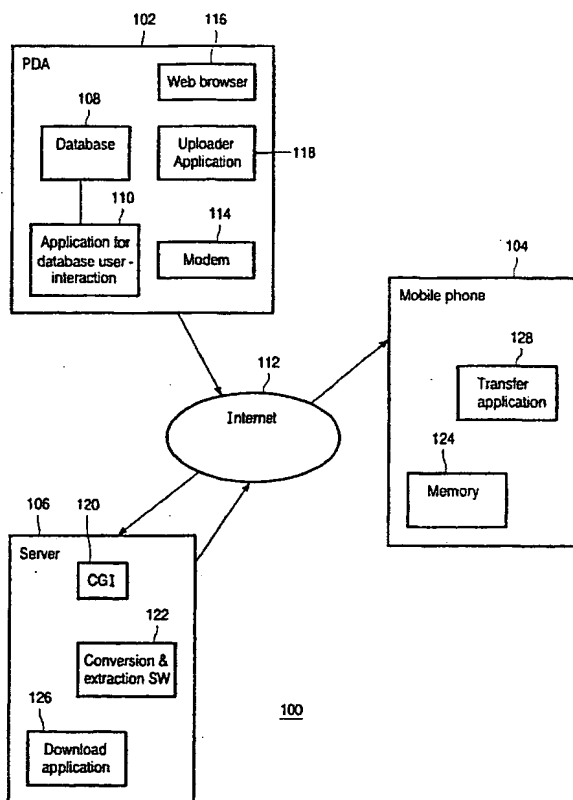 102
116
PDA
Web browser
108
Database
Uploader
Application
118
110
Application for
database user-
interaction
114
Modem
104
Mobile phone
128
Transfer
application
124
Memory
112
Internet
106
120
Server
CGI
122
Conversion &
extraction SW
126
Download
application
100